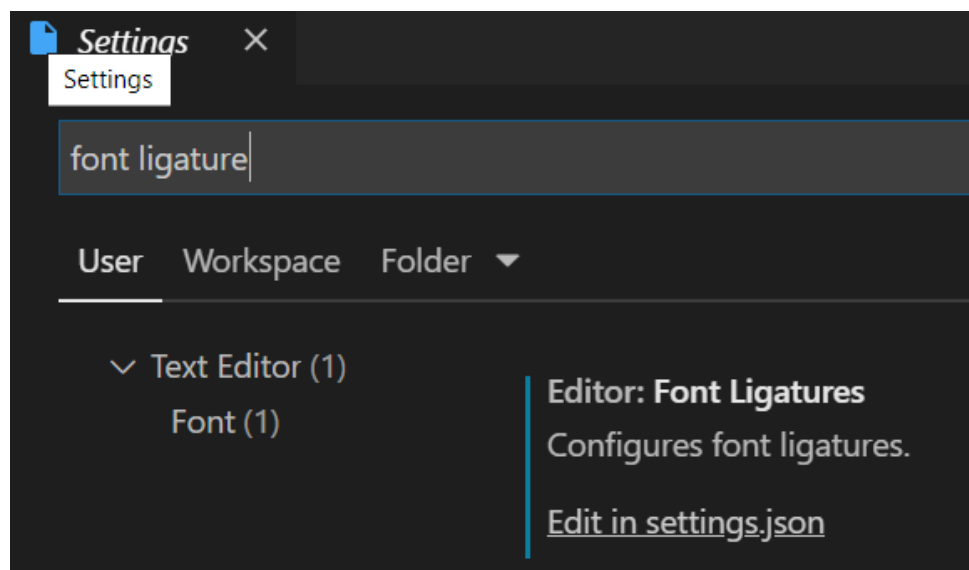 Settings
Settings
font ligature
User Workspace Folder
Text Editor (1)
Font (1)
Editor: Font Ligatures
Configures font ligatures.
Edit in settings.json